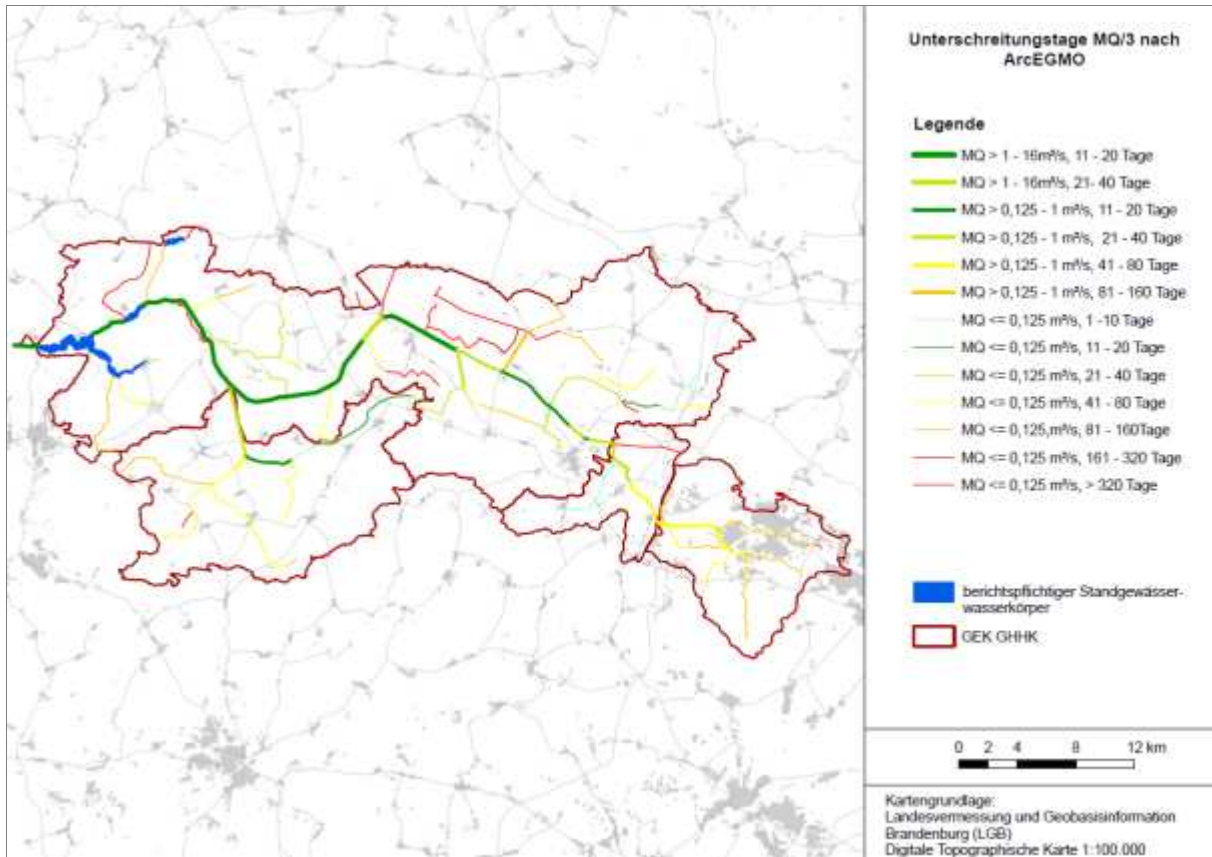 Unterschreitungstage MQ/3 nach
ArcEGMO
Legende
MQ > 1 - 16m³/s, 11 - 20 Tage
MQ > 1 - 16m³/s, 21- 40 Tage
MQ > 0,125 - 1 m³/s, 11 - 20 Tage
MQ > 0,125 - 1 m³/s, 21 - 40 Tage
MQ > 0,125 - 1 m³/s, 41 - 80 Tage
MQ > 0,125 - 1 m³/s, 81 - 160 Tage
MQ <= 0,125 m³/s, 1 -10 Tage
MQ <= 0,125 m³/s, 11 - 20 Tage
MQ <= 0,125 m³/s, 21 - 40 Tage
MQ <= 0,125 m³/s, 41 - 80 Tage
MQ <= 0,125,m³/s, 81 - 160Tage
MQ <= 0,125 m³/s, 161 - 320 Tage
MQ <= 0,125 m³/s, > 320 Tage
berichtspflichtiger Standgewässer-
wasserkörper
GEK GHHK
0 2 4 8 12 km
Kartengrundlage:
Landesvermessung und Geobasisinformation
Brandenburg (LGB)
Digitale Topographische Karte 1:100.000